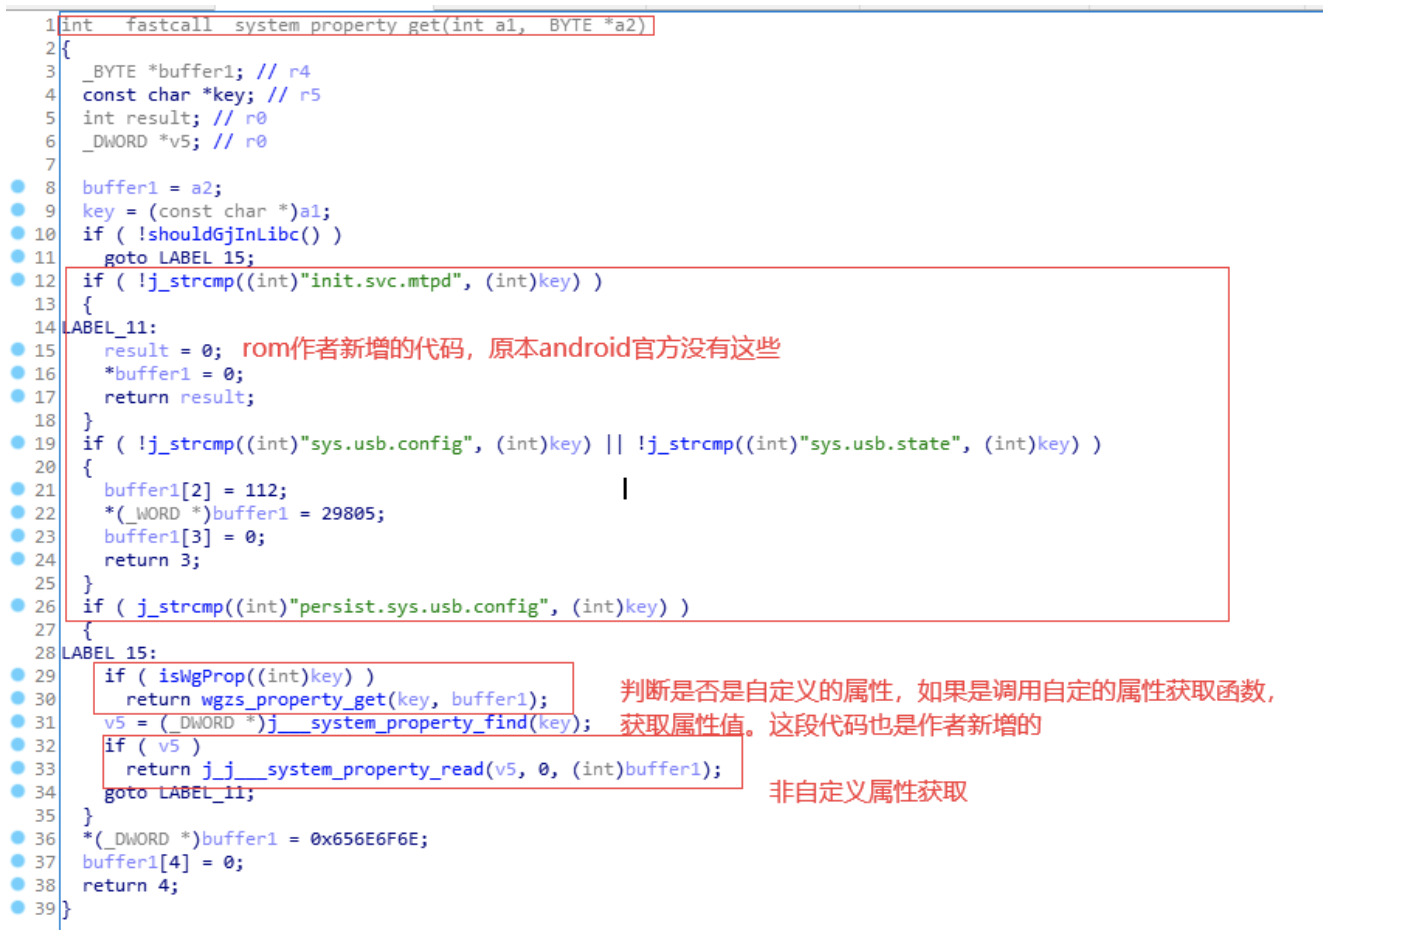 1 int __fastcall _system_property_get(int a1, _BYTE *a2)
2 {
3 _BYTE *buffer1; // r4
4 const char *key; // r5
5 int result; // r0
6 _DWORD *v5; // r0
7
8 buffer1 = a2;
9 key = (const char *)a1;
10 if ( !shouldGjInLibc() )
11 goto LABEL_15;
12 if ( !j_strcmp((int)"init.svc.mtpd", (int)key) )
13 {
14 LABEL_11:
15 result = 0; rom作者新增的代码，原本android官方没有这些
16 *buffer1 = 0;
17 return result;
18 }
19 if ( !j_strcmp((int)"sys.usb.config", (int)key) || !j_strcmp((int)"sys.usb.state", (int)key) )
20 {
21 buffer1[2] = 112;
22 *(_WORD *)buffer1 = 29805;
23 buffer1[3] = 0;
24 return 3;
25 }
26 if ( j_strcmp((int)"persist.sys.usb.config", (int)key) )
27 {
28 LABEL_15:
29 if ( isWgProp((int)key) )
30 return wgzs_property_get(key, buffer1);
判断是否是自定义的属性，如果是调用自定的属性获取函数，
31 v5 = (_DWORD *)j___system_property_find(key);
获取属性值。这段代码也是作者新增的
32 if ( v5 )
33 return j_j___system_property_read(v5, 0, (int)buffer1);
34 goto LABEL_11;
非自定义属性获取
35 }
36 *(_DWORD *)buffer1 = 0x656E6F6E;
37 buffer1[4] = 0;
38 return 4;
39 }